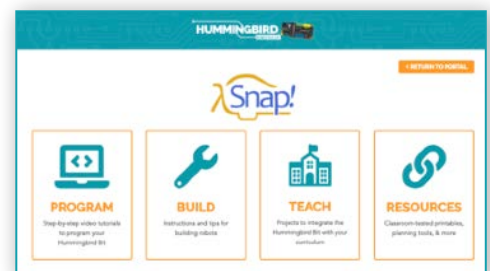 HUMMINGBIRD
< RETURN TO PORTAL
Snap!
PROGRAM
Step-by-step video tutorials
to program your
Hummingbird Bit
BUILD
Instructions and tips for
building robots
TEACH
Projects to integrate the
Hummingbird Bit with your
curriculum
RESOURCES
Classroom-tested printables,
planning tools, & more